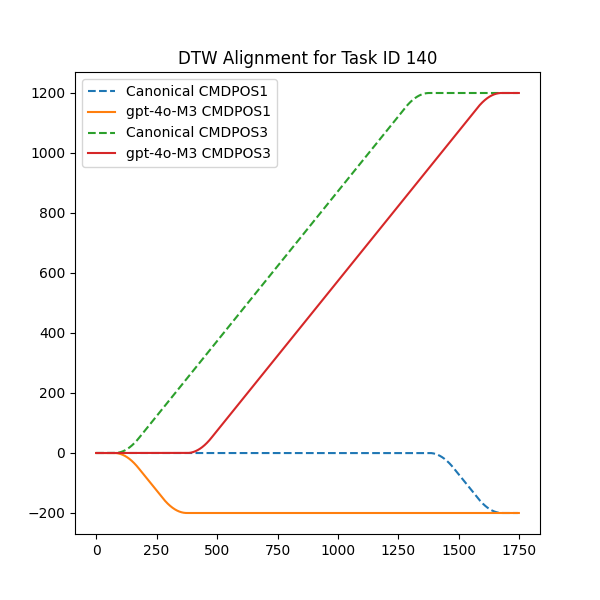 DTW Alignment for Task ID 140
Canonical CMDPOS1
gpt-4o-M3 CMDPOS1
Canonical CMDPOS3
gpt-4o-M3 CMDPOS3
1200
1000
800
600
400
200
0
−200
0 250 500 750 1000 1250 1500 1750